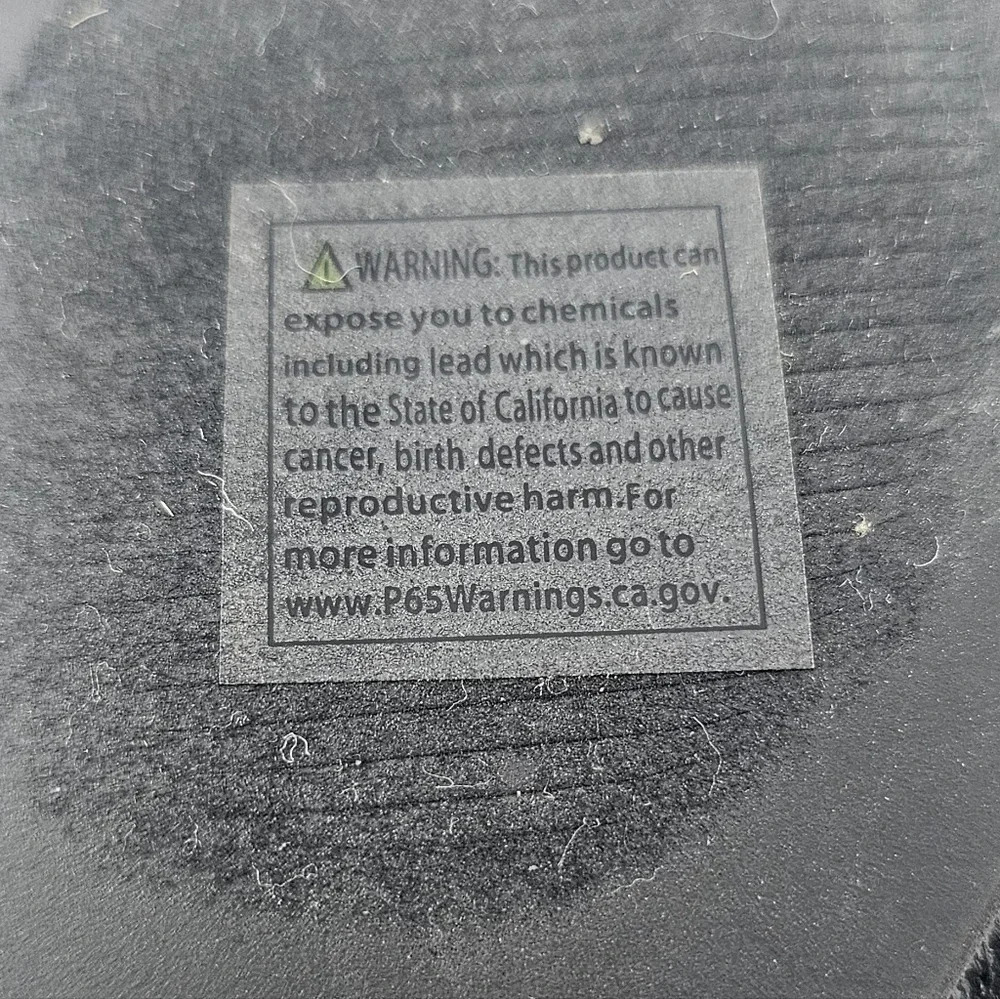 WARNING: This product can
expose you to chemicals
including lead which is known
to the State of California to cause
cancer, birth defects and other
reproductive harm.For
more information go to
www.P65Warnings.ca.gov.